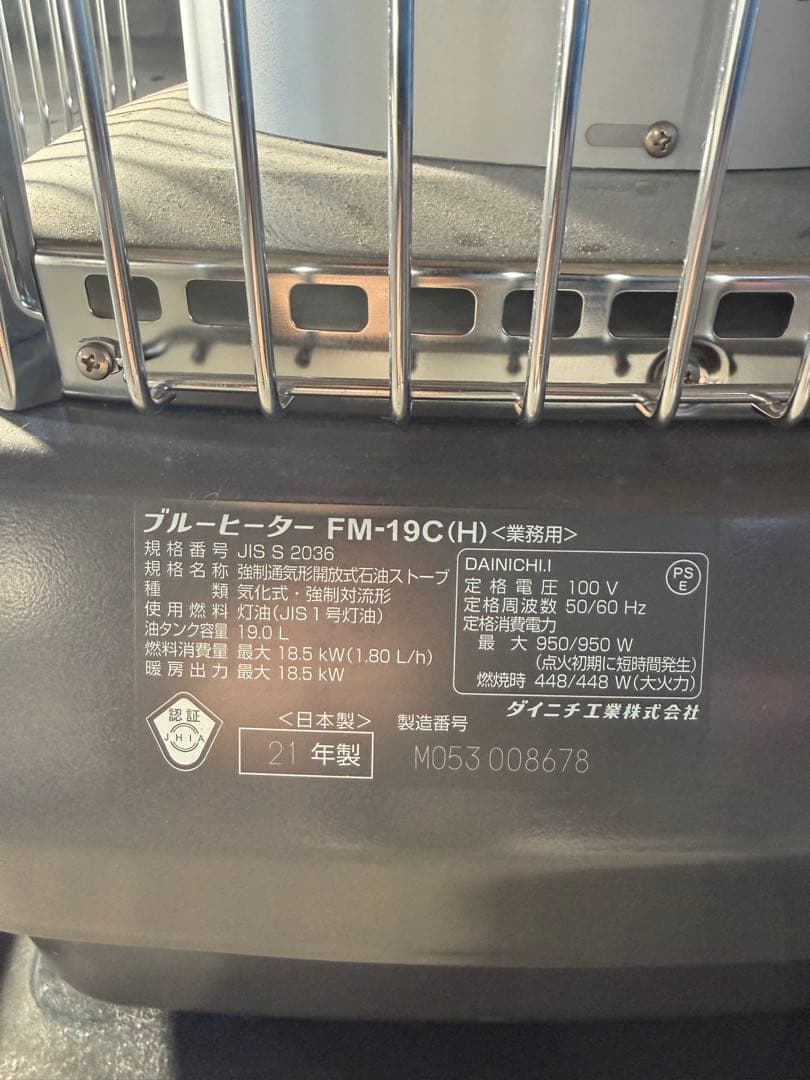 ブルーヒーター FM-19C(H)<業務用>
規格番号 JIS S 2036
規格名称 強制通気形開放式石油ストーブ
種 類 気化式・強制対流形
使用燃料 灯油(JIS1号灯油)
油タンク容量 19.0 L
燃料消費量 最大 18.5 kW(1.80 L/h)
暖房出力 最大 18.5 kW
DAINICHI.I
PS
E
定格電圧 100 V
定格周波数 50/60 Hz
定格消費電力
最 大 950/950 W
(点火初期に短時間発生)
燃焼時 448/448 W(大火力)
ダイニチ工業株式会社
認証
JHIA
<日本製> 製造番号
21 年製 M053 008678